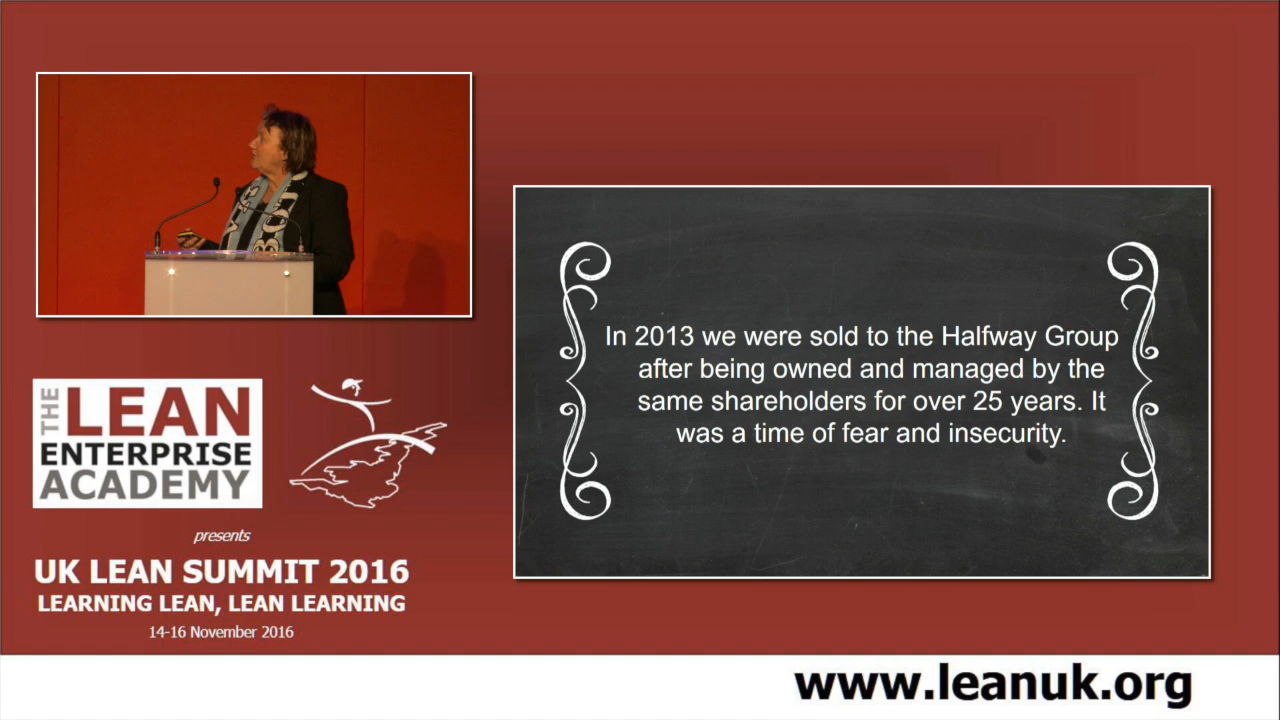 THE LEAN
ENTERPRISE
ACADEMY
presents
UK LEAN SUMMIT 2016
LEARNING LEAN, LEAN LEARNING
14-16 November 2016
In 2013 we were sold to the Halfway Group
after being owned and managed by the
same shareholders for over 25 years. It
was a time of fear and insecurity.
www.leanuk.org